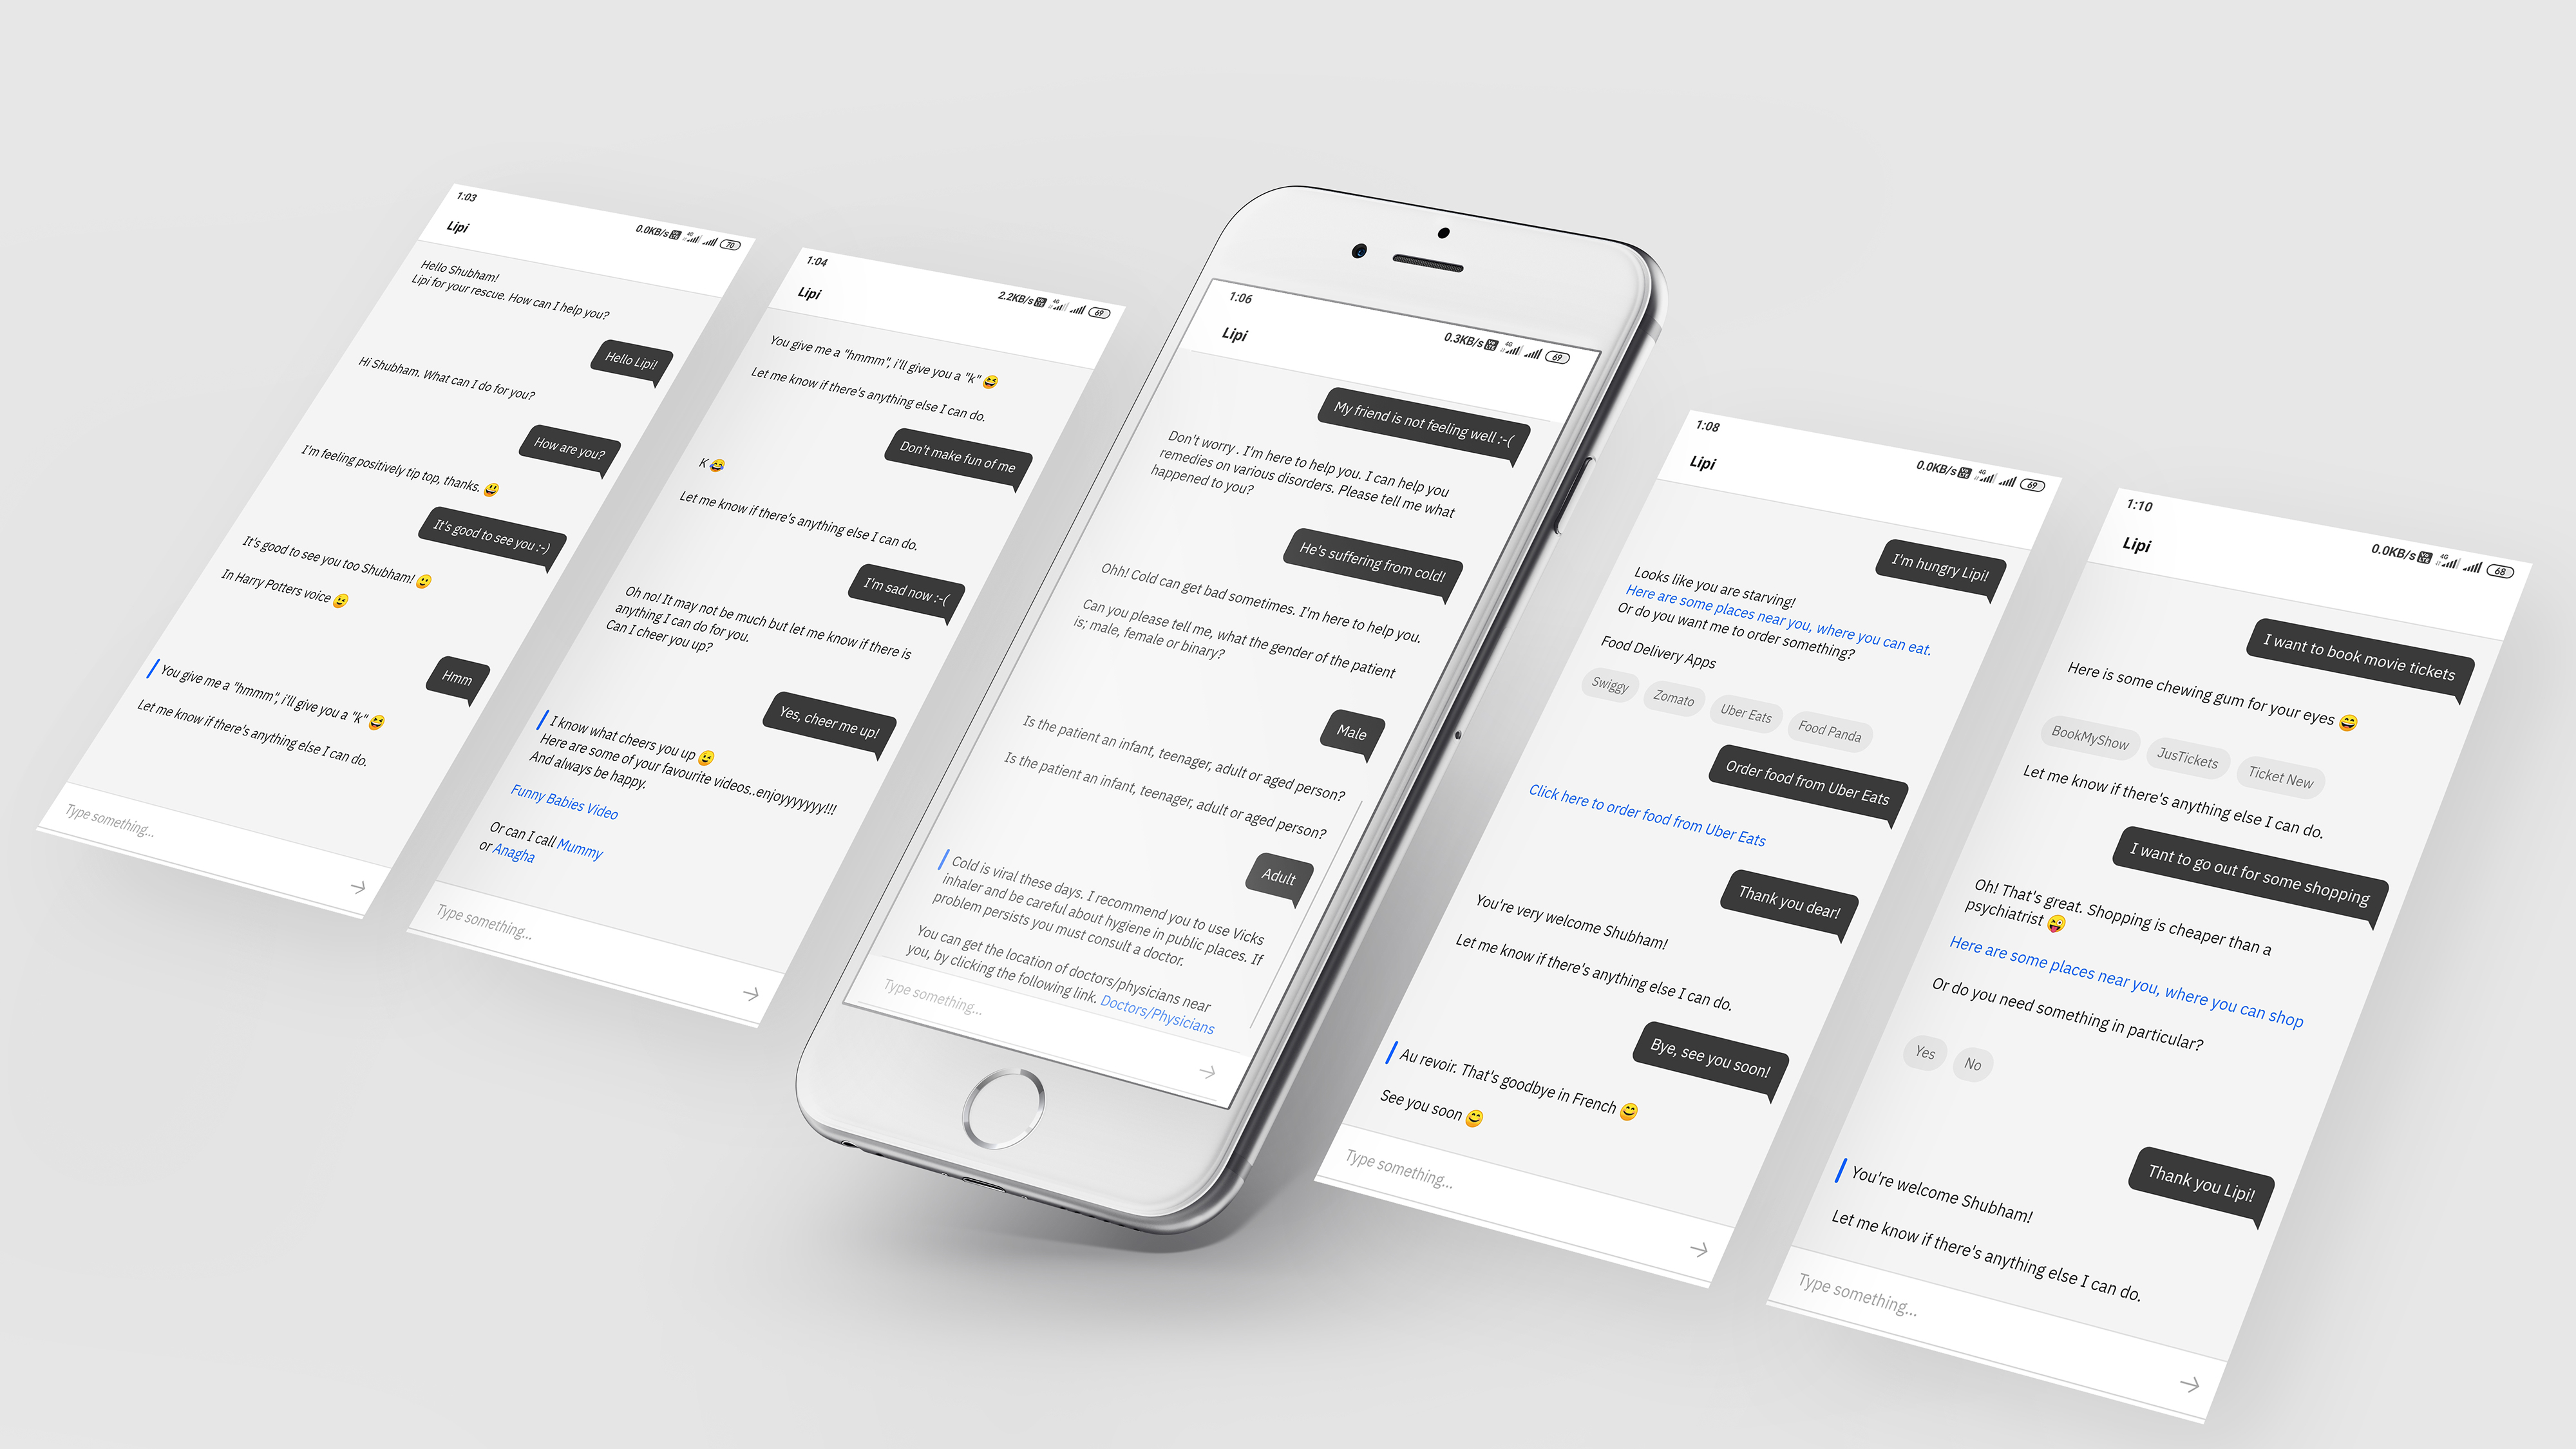 1:03
0.0KB/s 4G 70
Lipi
Hello Shubham!
Lipi for your rescue. How can I help you?
Hello Lipi!
Hi Shubham. What can I do for you?
How are you?
I'm feeling positively tip top, thanks. 😃
It's good to see you :-)
It's good to see you too Shubham! 😃
In Harry Potters voice 😉
Hmm
You give me a "hmmm", i'll give you a "k" 😆
Let me know if there's anything else I can do.
Type something...
1:04
2.2KB/s 4G 69
Lipi
You give me a "hmmm", i'll give you a "k" 😆
Let me know if there's anything else I can do.
Don't make fun of me
K 😂
Let me know if there's anything else I can do.
I'm sad now :-(
Oh no! It may not be much but let me know if there is
anything I can do for you.
Can I cheer you up?
Yes, cheer me up!
I know what cheers you up 😉
Here are some of your favourite videos..enjoyyyyyyy!!!
And always be happy.
Funny Babies Video
Or can I call Mummy
or Anagha
Type something...
1:06
0.3KB/s 4G 69
Lipi
My friend is not feeling well :-(
Don't worry . I'm here to help you. I can help you
remedies on various disorders. Please tell me what
happened to you?
He's suffering from cold!
Ohh! Cold can get bad sometimes. I'm here to help you.
Can you please tell me, what the gender of the patient
is; male, female or binary?
Male
Is the patient an infant, teenager, adult or aged person?
Is the patient an infant, teenager, adult or aged person?
Adult
Cold is viral these days. I recommend you to use Vicks
inhaler and be careful about hygiene in public places. If
problem persists you must consult a doctor.
You can get the location of doctors/physicians near
you, by clicking the following link. Doctors/Physicians
Type something...
1:08
0.0KB/s 4G 69
Lipi
I'm hungry Lipi!
Looks like you are starving!
Here are some places near you, where you can eat.
Or do you want me to order something?
Food Delivery Apps
Swiggy Zomato Uber Eats Food Panda
Order food from Uber Eats
Click here to order food from Uber Eats
Thank you dear!
You're very welcome Shubham!
Let me know if there's anything else I can do.
Bye, see you soon!
Au revoir. That's goodbye in French 😊
See you soon 😊
Type something...
1:10
0.0KB/s 4G 68
Lipi
I want to book movie tickets
Here is some chewing gum for your eyes 😄
BookMyShow JusTickets Ticket New
Let me know if there's anything else I can do.
I want to go out for some shopping
Oh! That's great. Shopping is cheaper than a
psychiatrist 😜
Here are some places near you, where you can shop
Or do you need something in particular?
Yes No
Thank you Lipi!
You're welcome Shubham!
Let me know if there's anything else I can do.
Type something...